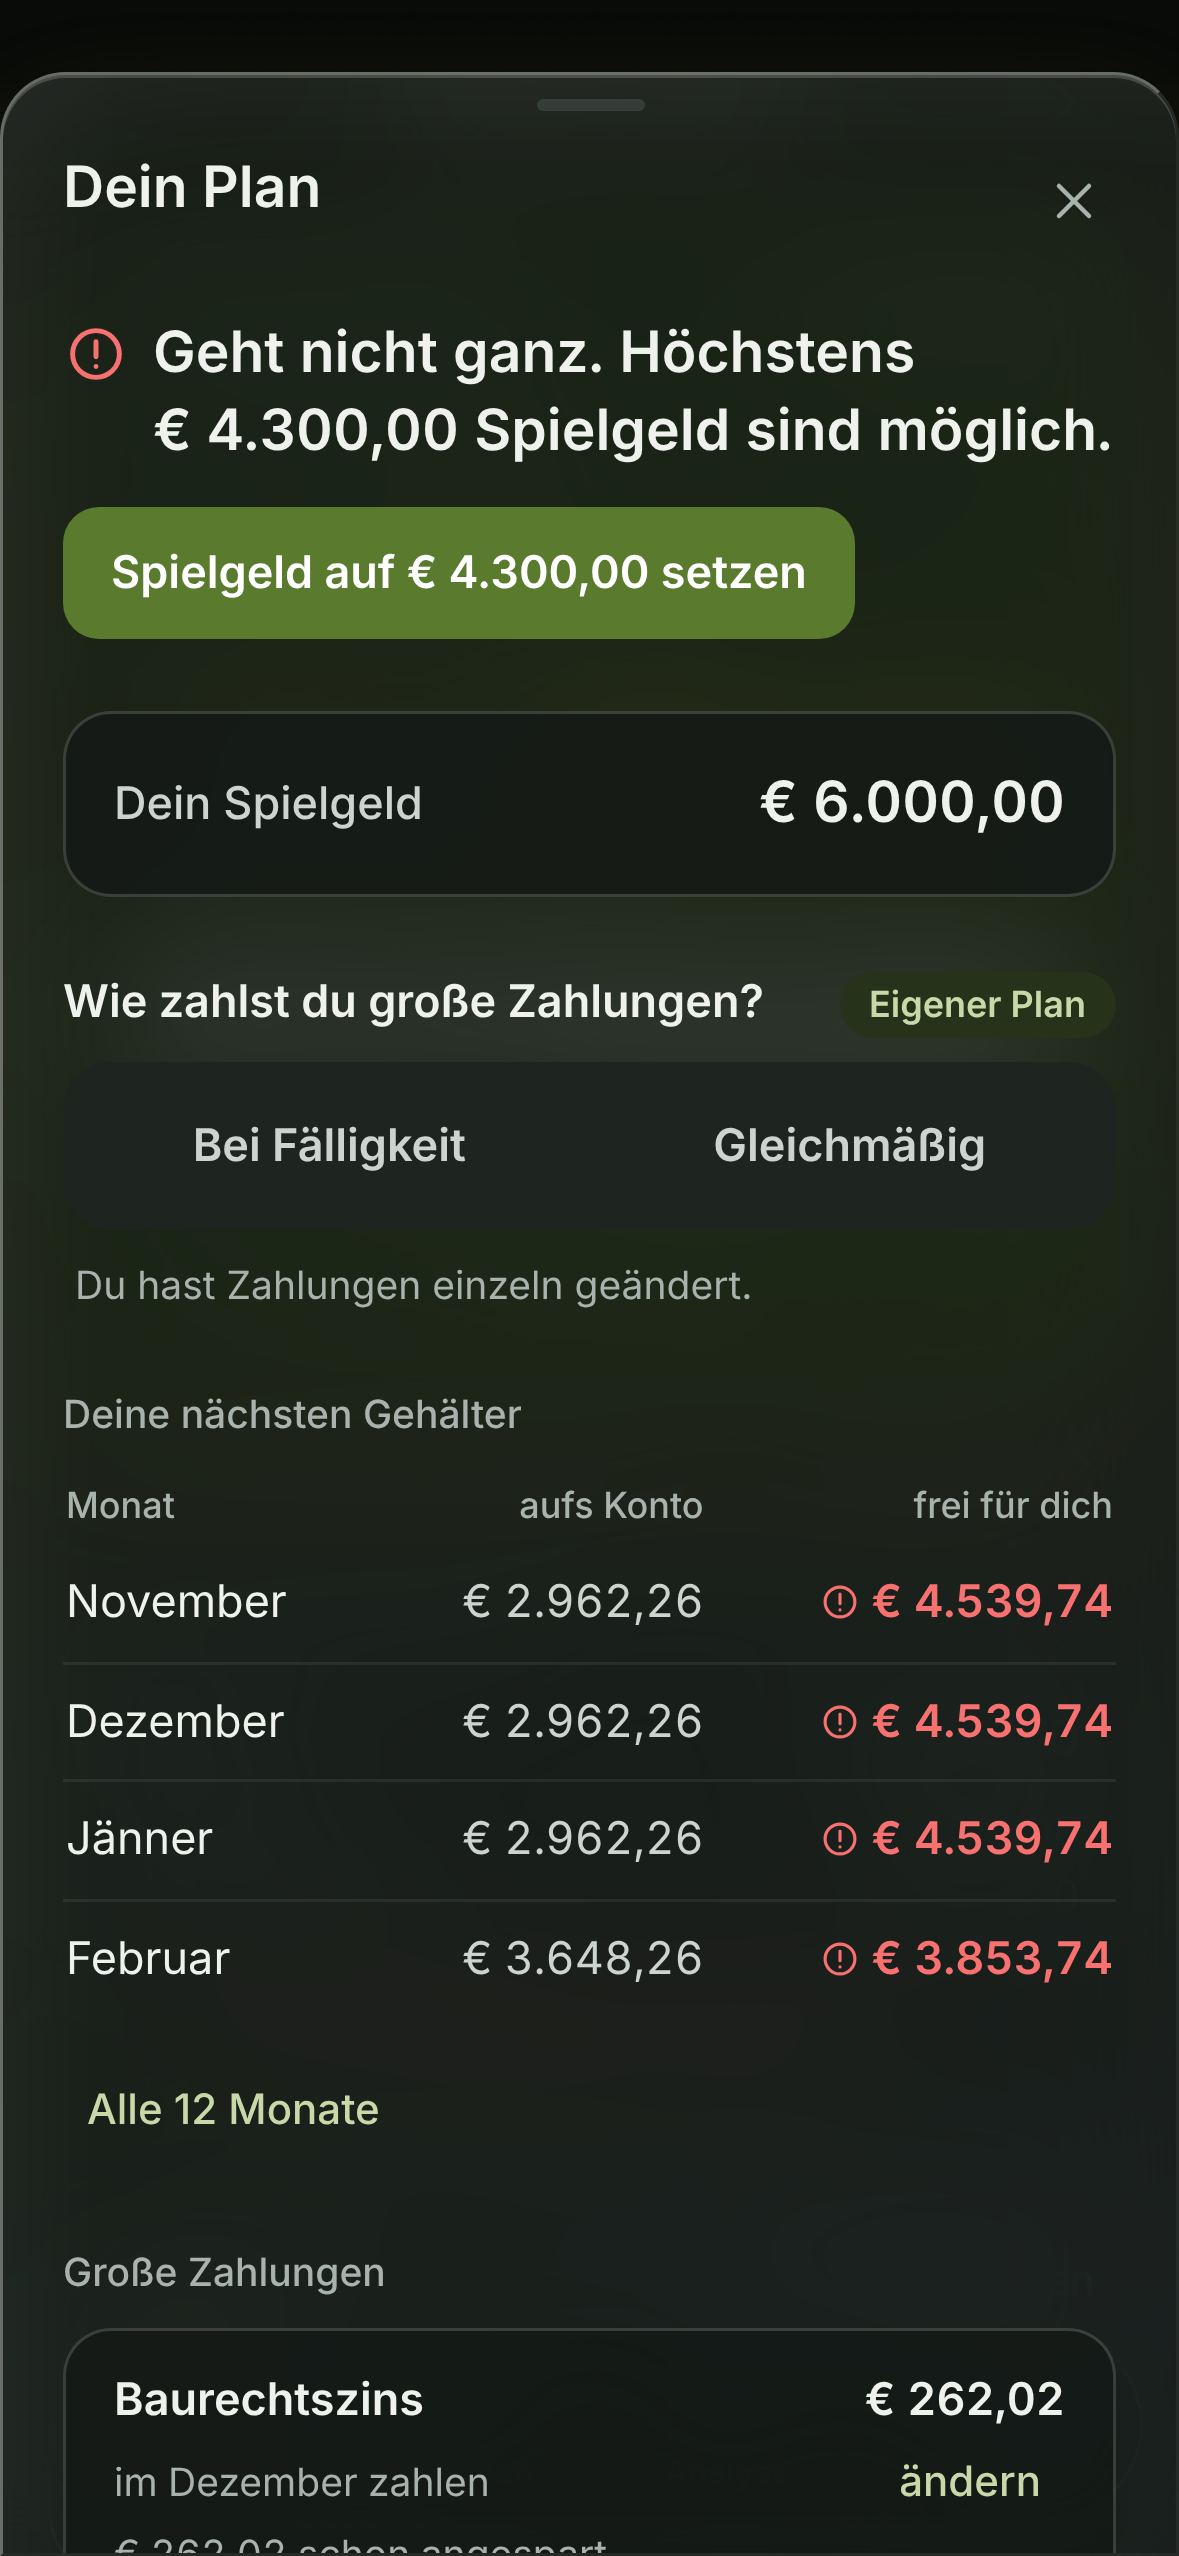 Dein Plan
Geht nicht ganz. Höchstens
€ 4.300,00 Spielgeld sind möglich.
Spielgeld auf € 4.300,00 setzen
Dein Spielgeld € 6.000,00
Wie zahlst du große Zahlungen? Eigener Plan
Bei Fälligkeit Gleichmäßig
Du hast Zahlungen einzeln geändert.
Deine nächsten Gehälter
Monat aufs Konto frei für dich
November € 2.962,26 € 4.539,74
Dezember € 2.962,26 € 4.539,74
Jänner € 2.962,26 € 4.539,74
Februar € 3.648,26 € 3.853,74
Alle 12 Monate
Große Zahlungen
Baurechtszins € 262,02
im Dezember zahlen ändern
€ 262,02 schon angespart